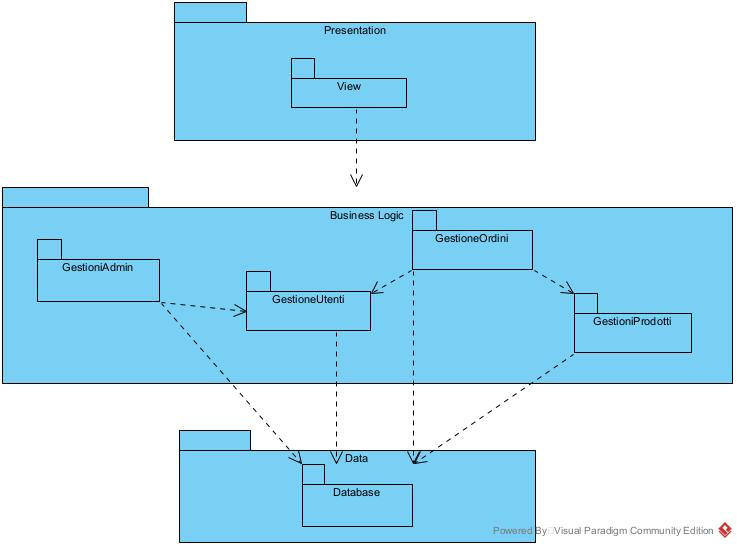 Presentation
View
Business Logic
GestioneOrdini
GestioniAdmin
GestioneUtenti
GestioniProdotti
Data
Database
Powered By Visual Paradigm Community Edition